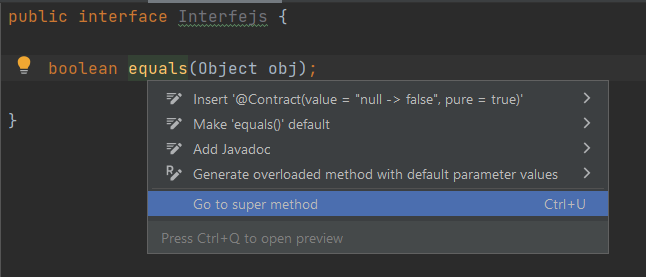 public interface Interfejs {
boolean equals(Object obj);
}
Insert '@Contract(value = "null -> false", pure = true)'
Make 'equals()' default
Add Javadoc
Generate overloaded method with default parameter values
Go to super method Ctrl+U
Press Ctrl+Q to open preview